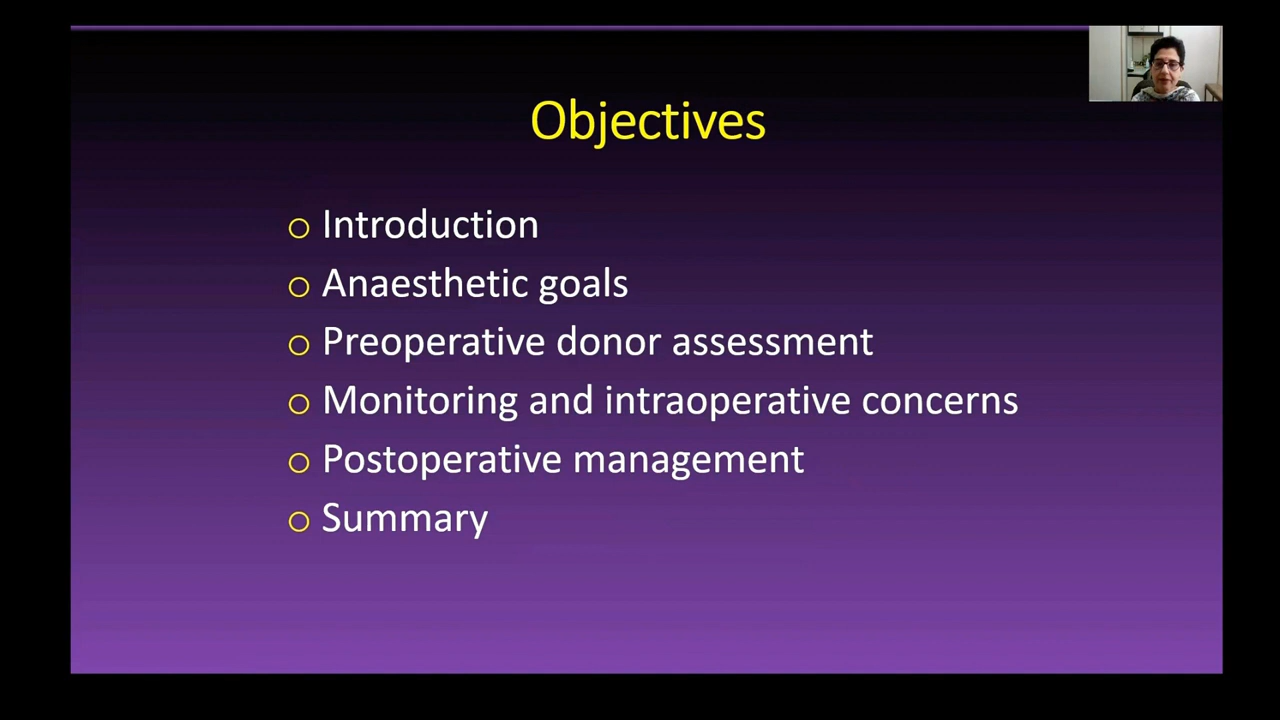 Objectives
Introduction
Anaesthetic goals
Preoperative donor assessment
Monitoring and intraoperative concerns
Postoperative management
Summary